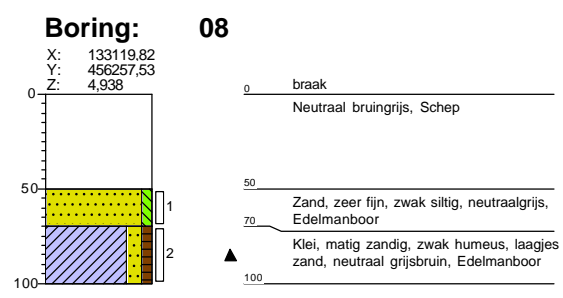 Boring: 08
X: 133119,82
Y: 456257,53
Z: 4,938
0
50
100
1
2
0 braak
Neutraal bruingrijs, Schep
50
Zand, zeer fijn, zwak siltig, neutraalgrijs,
Edelmanboor
70
Klei, matig zandig, zwak humeus, laagjes
zand, neutraal grijsbruin, Edelmanboor
100